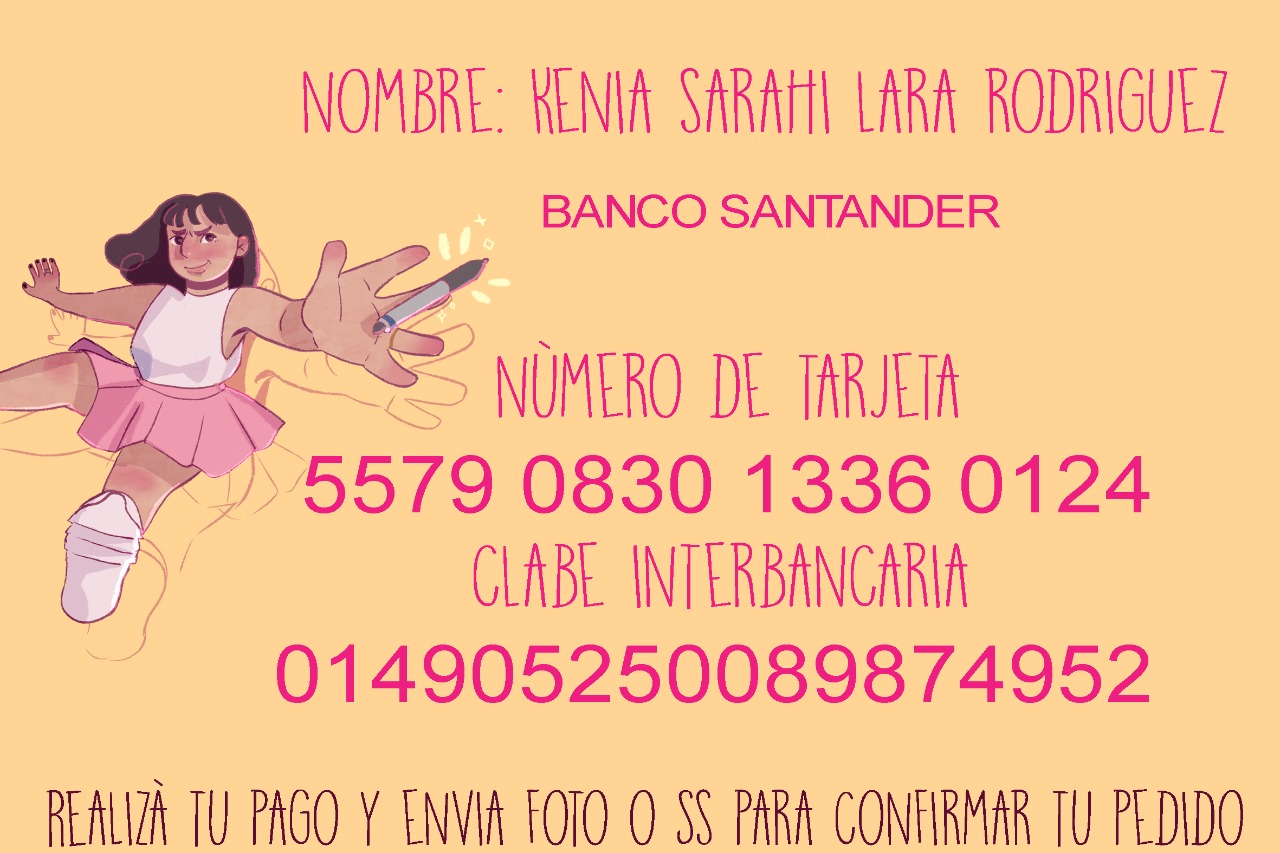 NOMBRE: KENIA SARAHI LARA RODRIGUEZ
BANCO SANTANDER
NÙMERO DE TARJETA
5579 0830 1336 0124
CLABE INTERBANCARIA
014905250089874952
REALIZÀ TU PAGO Y ENVIA FOTO O SS PARA CONFIRMAR TU PEDIDO